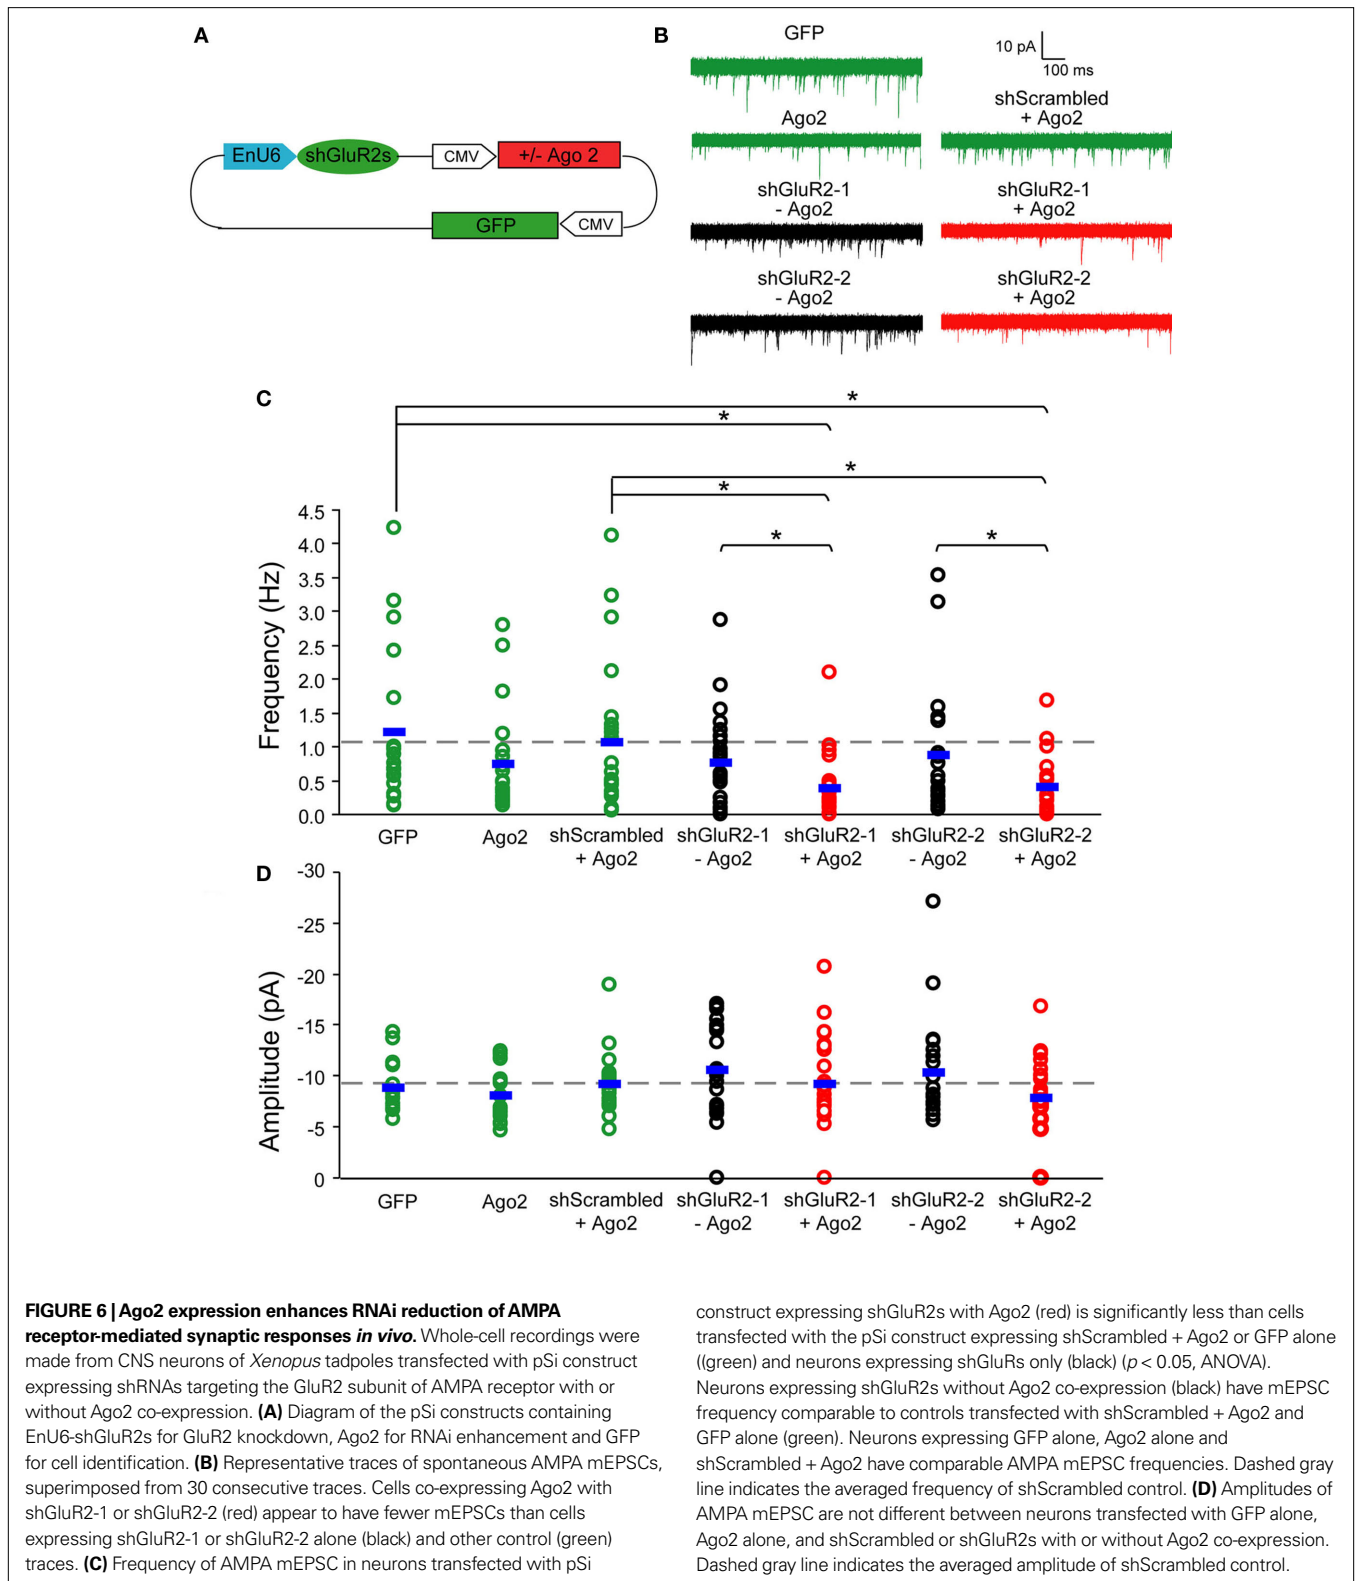 A
EnU6
shGluR2s
CMV
+/- Ago 2
GFP
CMV
B
GFP
10 pA
100 ms
Ago2
shScrambled
+ Ago2
shGluR2-1
- Ago2
shGluR2-1
+ Ago2
shGluR2-2
- Ago2
shGluR2-2
+ Ago2
C
*
*
*
*
*
*
Frequency (Hz)
4.5
4.0
3.5
3.0
2.5
2.0
1.5
1.0
0.5
0.0
GFP
Ago2
shScrambled
+ Ago2
shGluR2-1
- Ago2
shGluR2-1
+ Ago2
shGluR2-2
- Ago2
shGluR2-2
+ Ago2
D
Amplitude (pA)
-30
-25
-20
-15
-10
-5
0
GFP
Ago2
shScrambled
+ Ago2
shGluR2-1
- Ago2
shGluR2-1
+ Ago2
shGluR2-2
- Ago2
shGluR2-2
+ Ago2
FIGURE 6 | Ago2 expression enhances RNAi reduction of AMPA
receptor-mediated synaptic responses in vivo. Whole-cell recordings were
made from CNS neurons of Xenopus tadpoles transfected with pSi construct
expressing shRNAs targeting the GluR2 subunit of AMPA receptor with or
without Ago2 co-expression. (A) Diagram of the pSi constructs containing
EnU6-shGluR2s for GluR2 knockdown, Ago2 for RNAi enhancement and GFP
for cell identification. (B) Representative traces of spontaneous AMPA mEPSCs,
superimposed from 30 consecutive traces. Cells co-expressing Ago2 with
shGluR2-1 or shGluR2-2 (red) appear to have fewer mEPSCs than cells
expressing shGluR2-1 or shGluR2-2 alone (black) and other control (green)
traces. (C) Frequency of AMPA mEPSC in neurons transfected with pSi
construct expressing shGluR2s with Ago2 (red) is significantly less than cells
transfected with the pSi construct expressing shScrambled + Ago2 or GFP alone
((green) and neurons expressing shGluRs only (black) (p < 0.05, ANOVA).
Neurons expressing shGluR2s without Ago2 co-expression (black) have mEPSC
frequency comparable to controls transfected with shScrambled + Ago2 and
GFP alone (green). Neurons expressing GFP alone, Ago2 alone and
shScrambled + Ago2 have comparable AMPA mEPSC frequencies. Dashed gray
line indicates the averaged frequency of shScrambled control. (D) Amplitudes of
AMPA mEPSC are not different between neurons transfected with GFP alone,
Ago2 alone, and shScrambled or shGluR2s with or without Ago2 co-expression.
Dashed gray line indicates the averaged amplitude of shScrambled control.